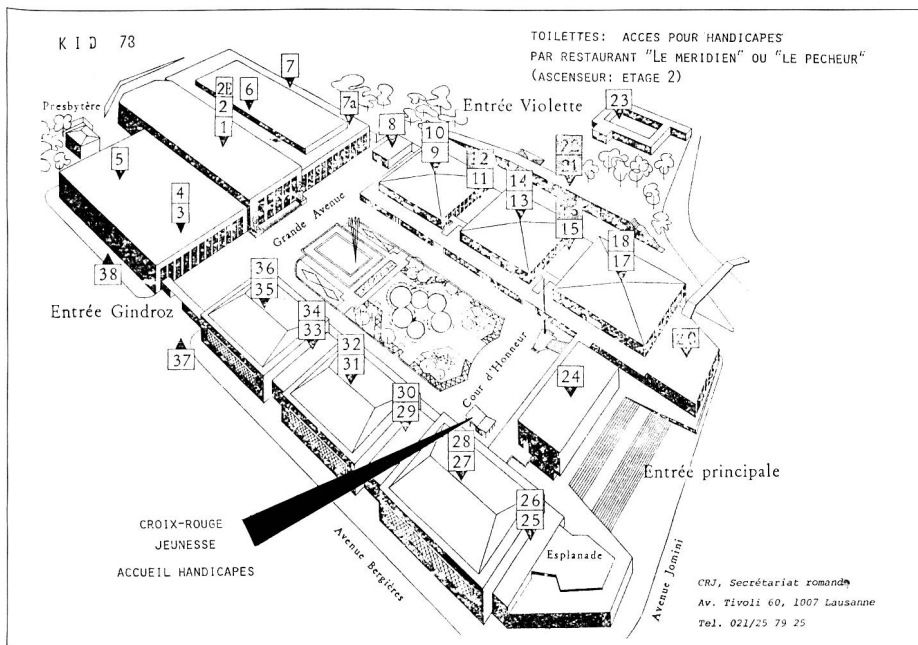 KID 78
TOILETTES: ACCES POUR HANDICAPES
PAR RESTAURANT "LE MERIDIEN" OU "LE PECHEUR"
(ASCENSEUR: ETAGE 2)
7
2E
2
1
6
7a
Presbytère
Entrée Violette
23
8
10
9
12
11
22
21
5
14
13
4
3
15
Grande Avenue
18
17
38
36
35
Entrée Gindroz
34
33
20
37
32
31
Cour d'Honneur
24
30
29
28
27
Entrée principale
26
25
CROIX-ROUGE
JEUNESSE
ACCUEIL HANDICAPES
Esplanade
Avenue Bergières
Avenue Jomini
CRJ, Secrétariat romand
Av. Tivoli 60, 1007 Lausanne
Tel. 021/25 79 25